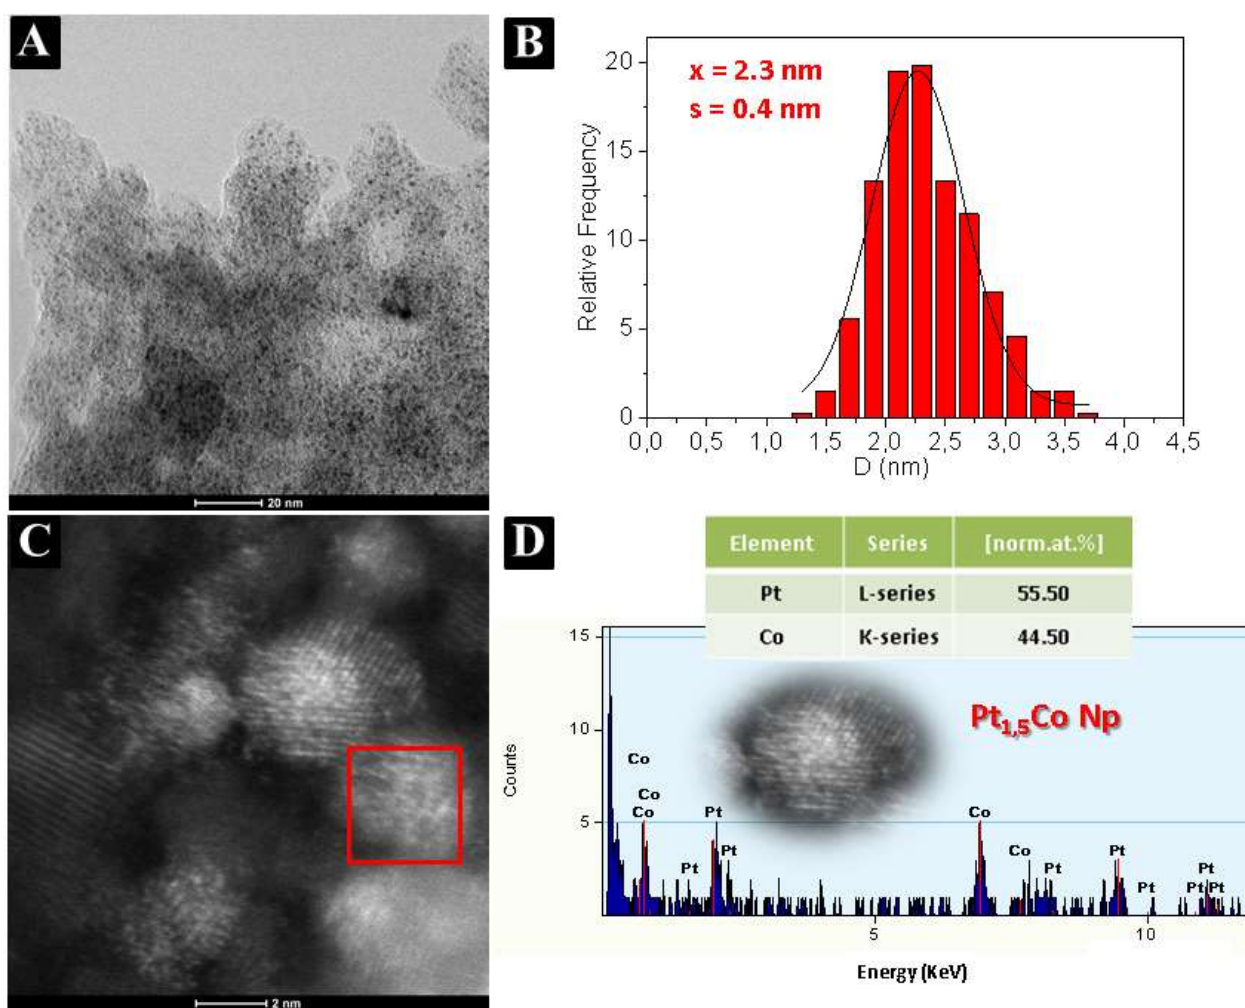 A
20 nm
B
x = 2.3 nm
s = 0.4 nm
Relative Frequency
20
15
10
5
0
0,0 0,5 1,0 1,5 2,0 2,5 3,0 3,5 4,0 4,5
D (nm)
C
2 nm
D
Element Series [norm.at.%]
Pt L-series 55.50
Co K-series 44.50
Pt1,5Co Np
Counts
15
10
5
Co
Co
Co
Pt
Pt
Pt
Co
Co
Pt
Pt
Pt
Pt
Pt
Pt
5 10
Energy (KeV)